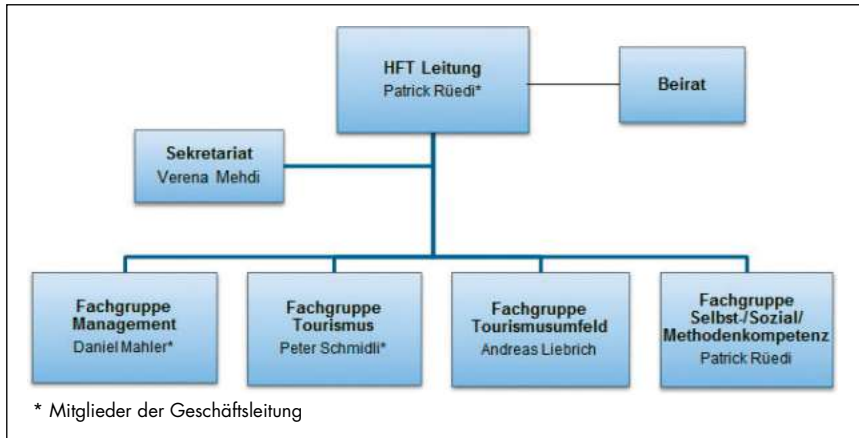 HFT Leitung
Patrick Rüedi*
Beirat
Sekretariat
Verena Mehdi
Fachgruppe
Management
Daniel Mahler*
Fachgruppe
Tourismus
Peter Schmidli*
Fachgruppe
Tourismusumfeld
Andreas Liebrich
Fachgruppe
Selbst-/Sozial/
Methodenkompetenz
Patrick Rüedi
* Mitglieder der Geschäftsleitung